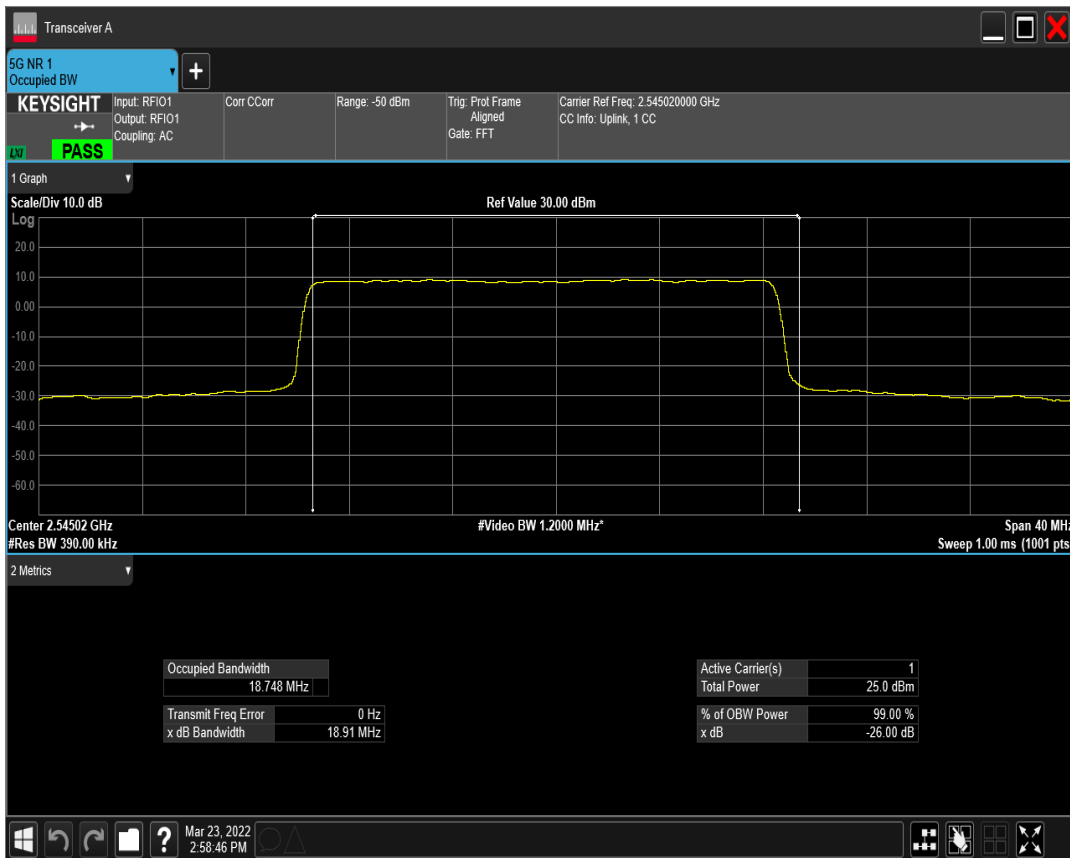 Transceiver A
5G NR 1
Occupied BW
+
KEYSIGHT
LXI
PASS
Input: RFIO1
Output: RFIO1
Coupling: AC
Corr CCorr
Range: -50 dBm
Trig: Prot Frame
Aligned
Gate: FFT
Carrier Ref Freq: 2.545020000 GHz
CC Info: Uplink, 1 CC
1 Graph
Scale/Div 10.0 dB
Ref Value 30.00 dBm
Log
20.0
10.0
0.00
-10.0
-20.0
-30.0
-40.0
-50.0
-60.0
Center 2.54502 GHz
#Video BW 1.2000 MHz*
Span 40 MHz
#Res BW 390.00 kHz
Sweep 1.00 ms (1001 pts
2 Metrics
Occupied Bandwidth
18.748 MHz
Transmit Freq Error 0 Hz
x dB Bandwidth 18.91 MHz
Active Carrier(s) 1
Total Power 25.0 dBm
% of OBW Power 99.00 %
x dB -26.00 dB
?
Mar 23, 2022
2:58:46 PM